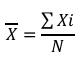 X̅ = ∑ Xi / N